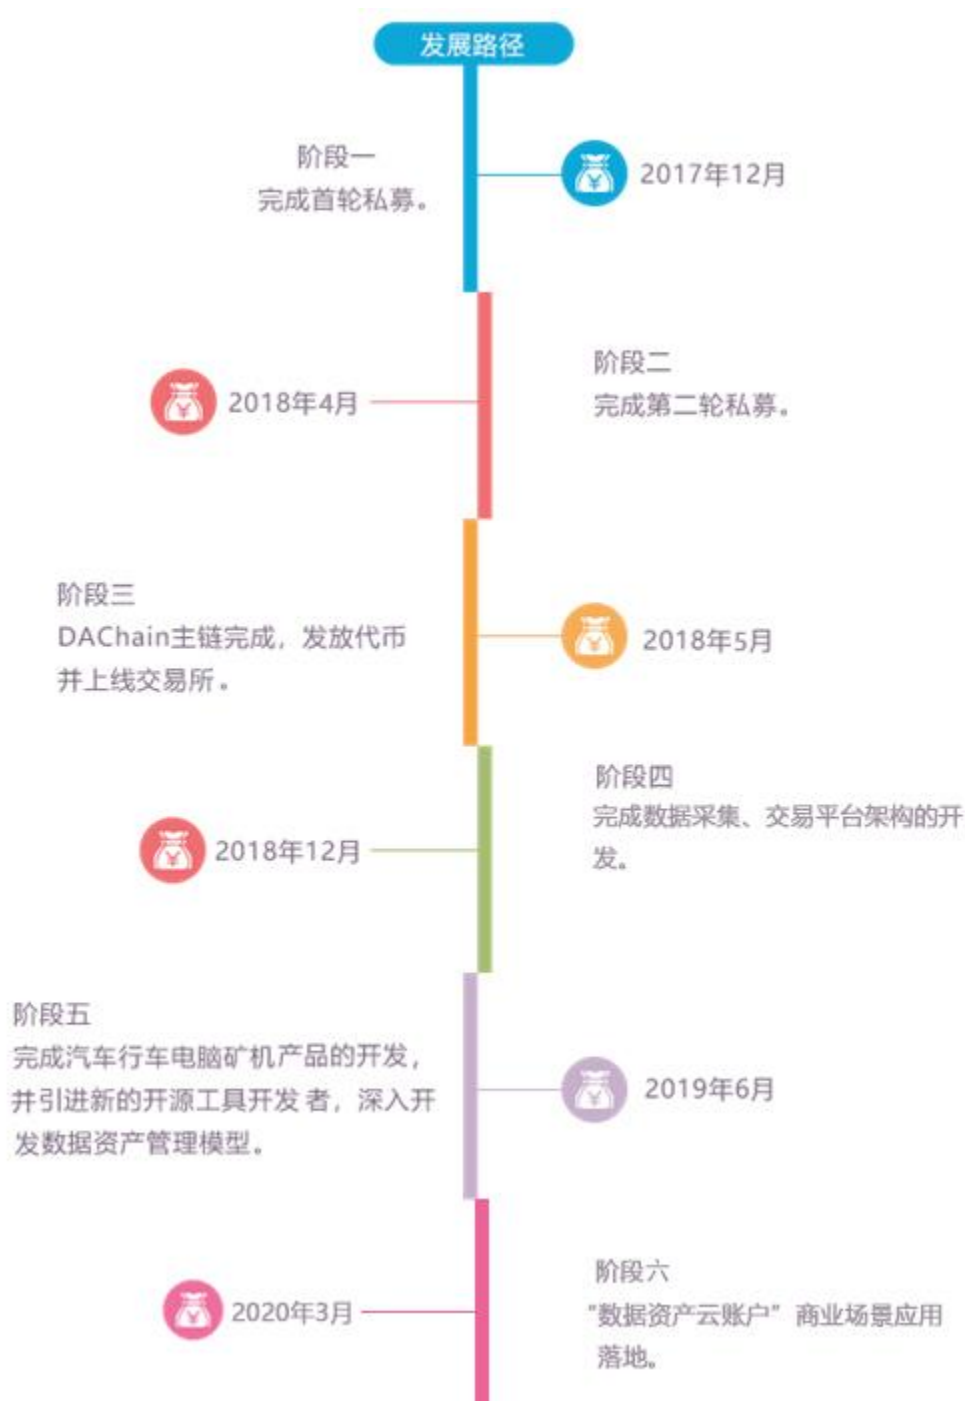 发展路径
阶段一
完成首轮私募。
2017年12月
2018年4月
阶段二
完成第二轮私募。
阶段三
DAChain主链完成，发放代币
并上线交易所。
2018年5月
2018年12月
阶段四
完成数据采集、交易平台架构的开
发。
阶段五
完成汽车行车电脑矿机产品的开发，
并引进新的开源工具开发者，深入开
发数据资产管理模型。
2019年6月
2020年3月
阶段六
“数据资产云账户”商业场景应用
落地。